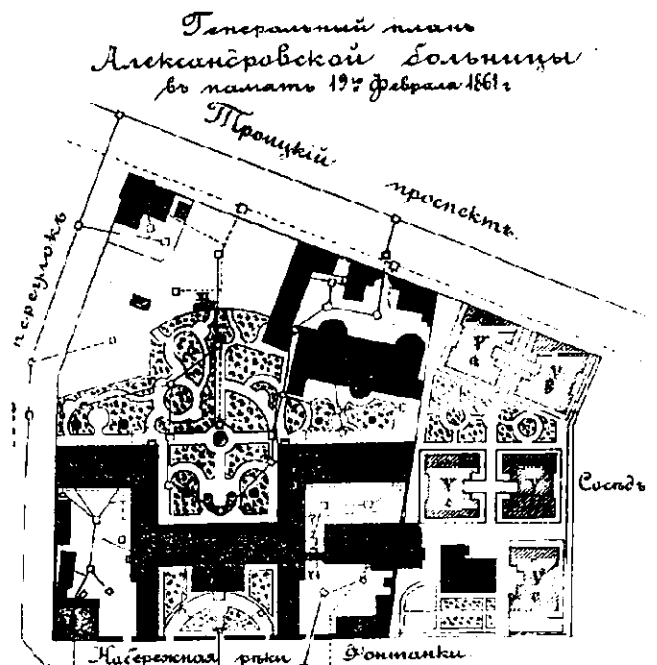 Генеральный планъ
Александровской больницы
въ память 19го февраля 1861 г
Троицкій
проспектъ
переулокъ
V
V
V
V
V
Сосѣдъ
Набережная рѣки Фонтанки